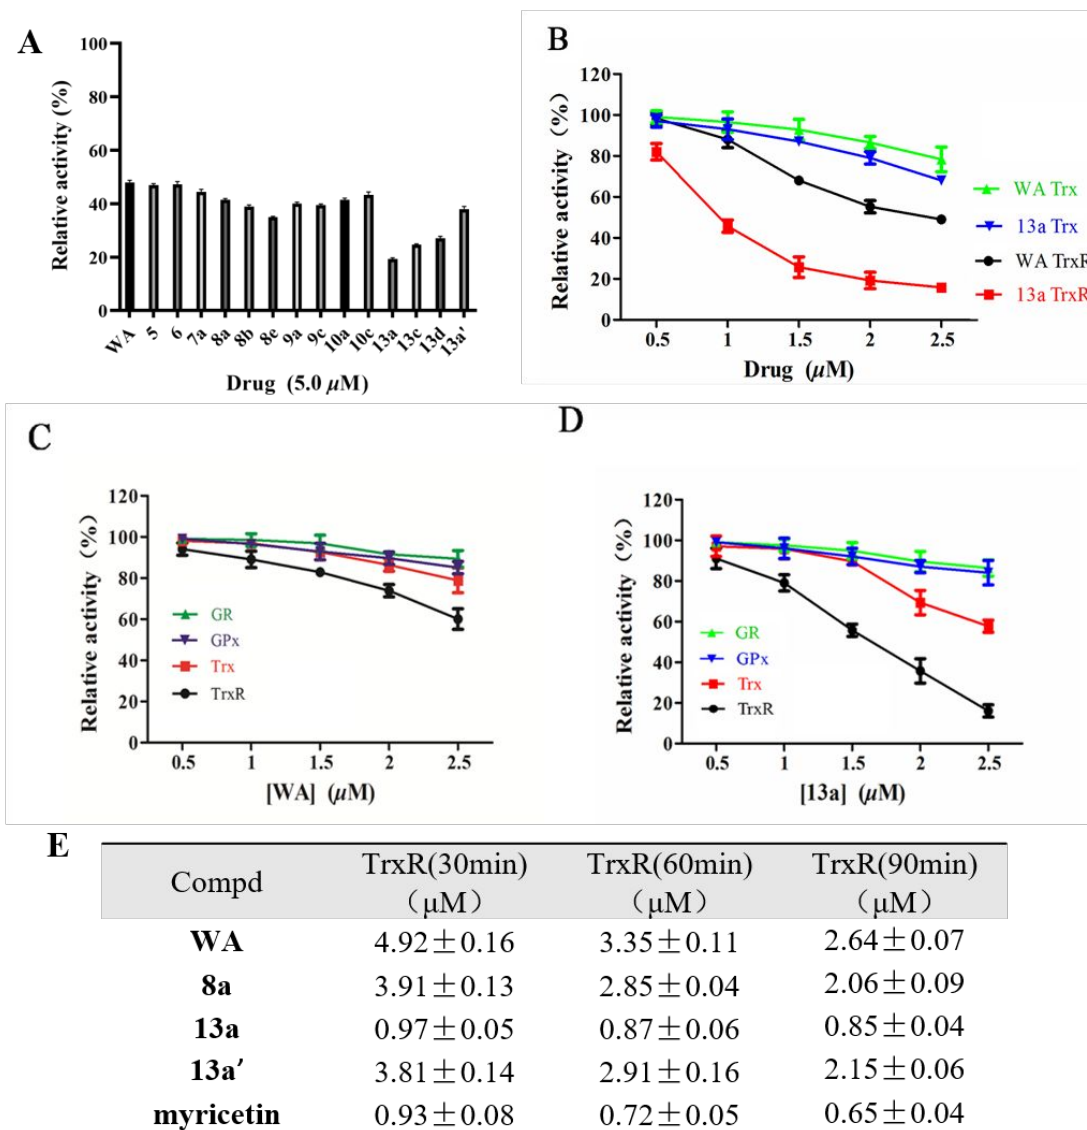 A
100
80
60
40
20
0
Relative activity (%)
WA 5 6 7a 8a 8b 8e 9a 9c 10a 10c 13a 13c 13d 13a'
Drug (5.0 μM)
B
120
100
80
60
40
20
0
Relative activity (%)
0.5 1 1.5 2 2.5
Drug (μM)
WA Trx
13a Trx
WA TrxR
13a TrxR
C
120
100
80
60
40
20
0
Relative activity (%)
GR
GPx
Trx
TrxR
0.5 1 1.5 2 2.5
[WA] (μM)
D
120
100
80
60
40
20
0
Relative activity (%)
GR
GPx
Trx
TrxR
0.5 1 1.5 2 2.5
[13a] (μM)
E
Compd TrxR(30min) (μM) TrxR(60min) (μM) TrxR(90min) (μM)
WA 4.92±0.16 3.35±0.11 2.64±0.07
8a 3.91±0.13 2.85±0.04 2.06±0.09
13a 0.97±0.05 0.87±0.06 0.85±0.04
13a′ 3.81±0.14 2.91±0.16 2.15±0.06
myricetin 0.93±0.08 0.72±0.05 0.65±0.04